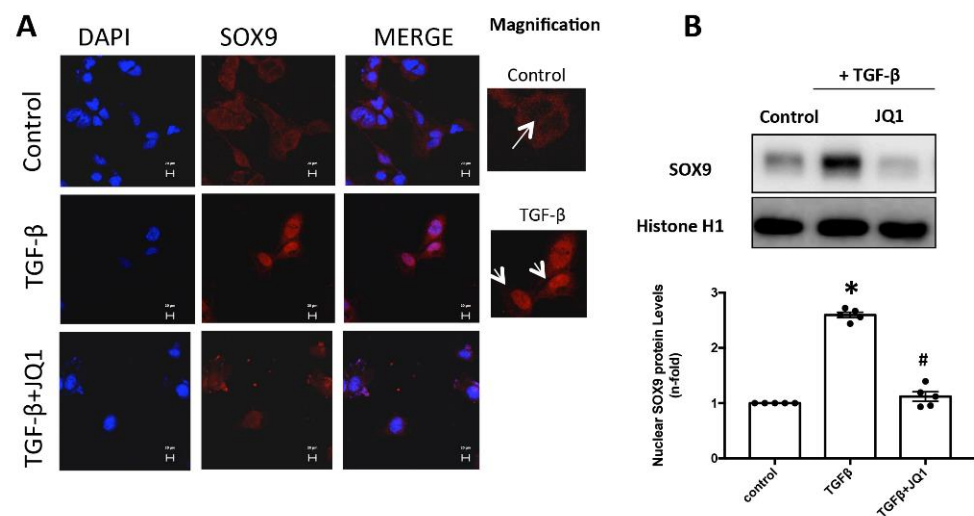 A
DAPI
SOX9
MERGE
Magnification
Control
Control
TGF-β
TGF-β
TGF-β+JQ1
B
+ TGF-β
Control
JQ1
SOX9
Histone H1
Nuclear SOX9 protein Levels
(n-fold)
3
2
1
0
*
#
control
TGFβ
TGFβ+JQ1